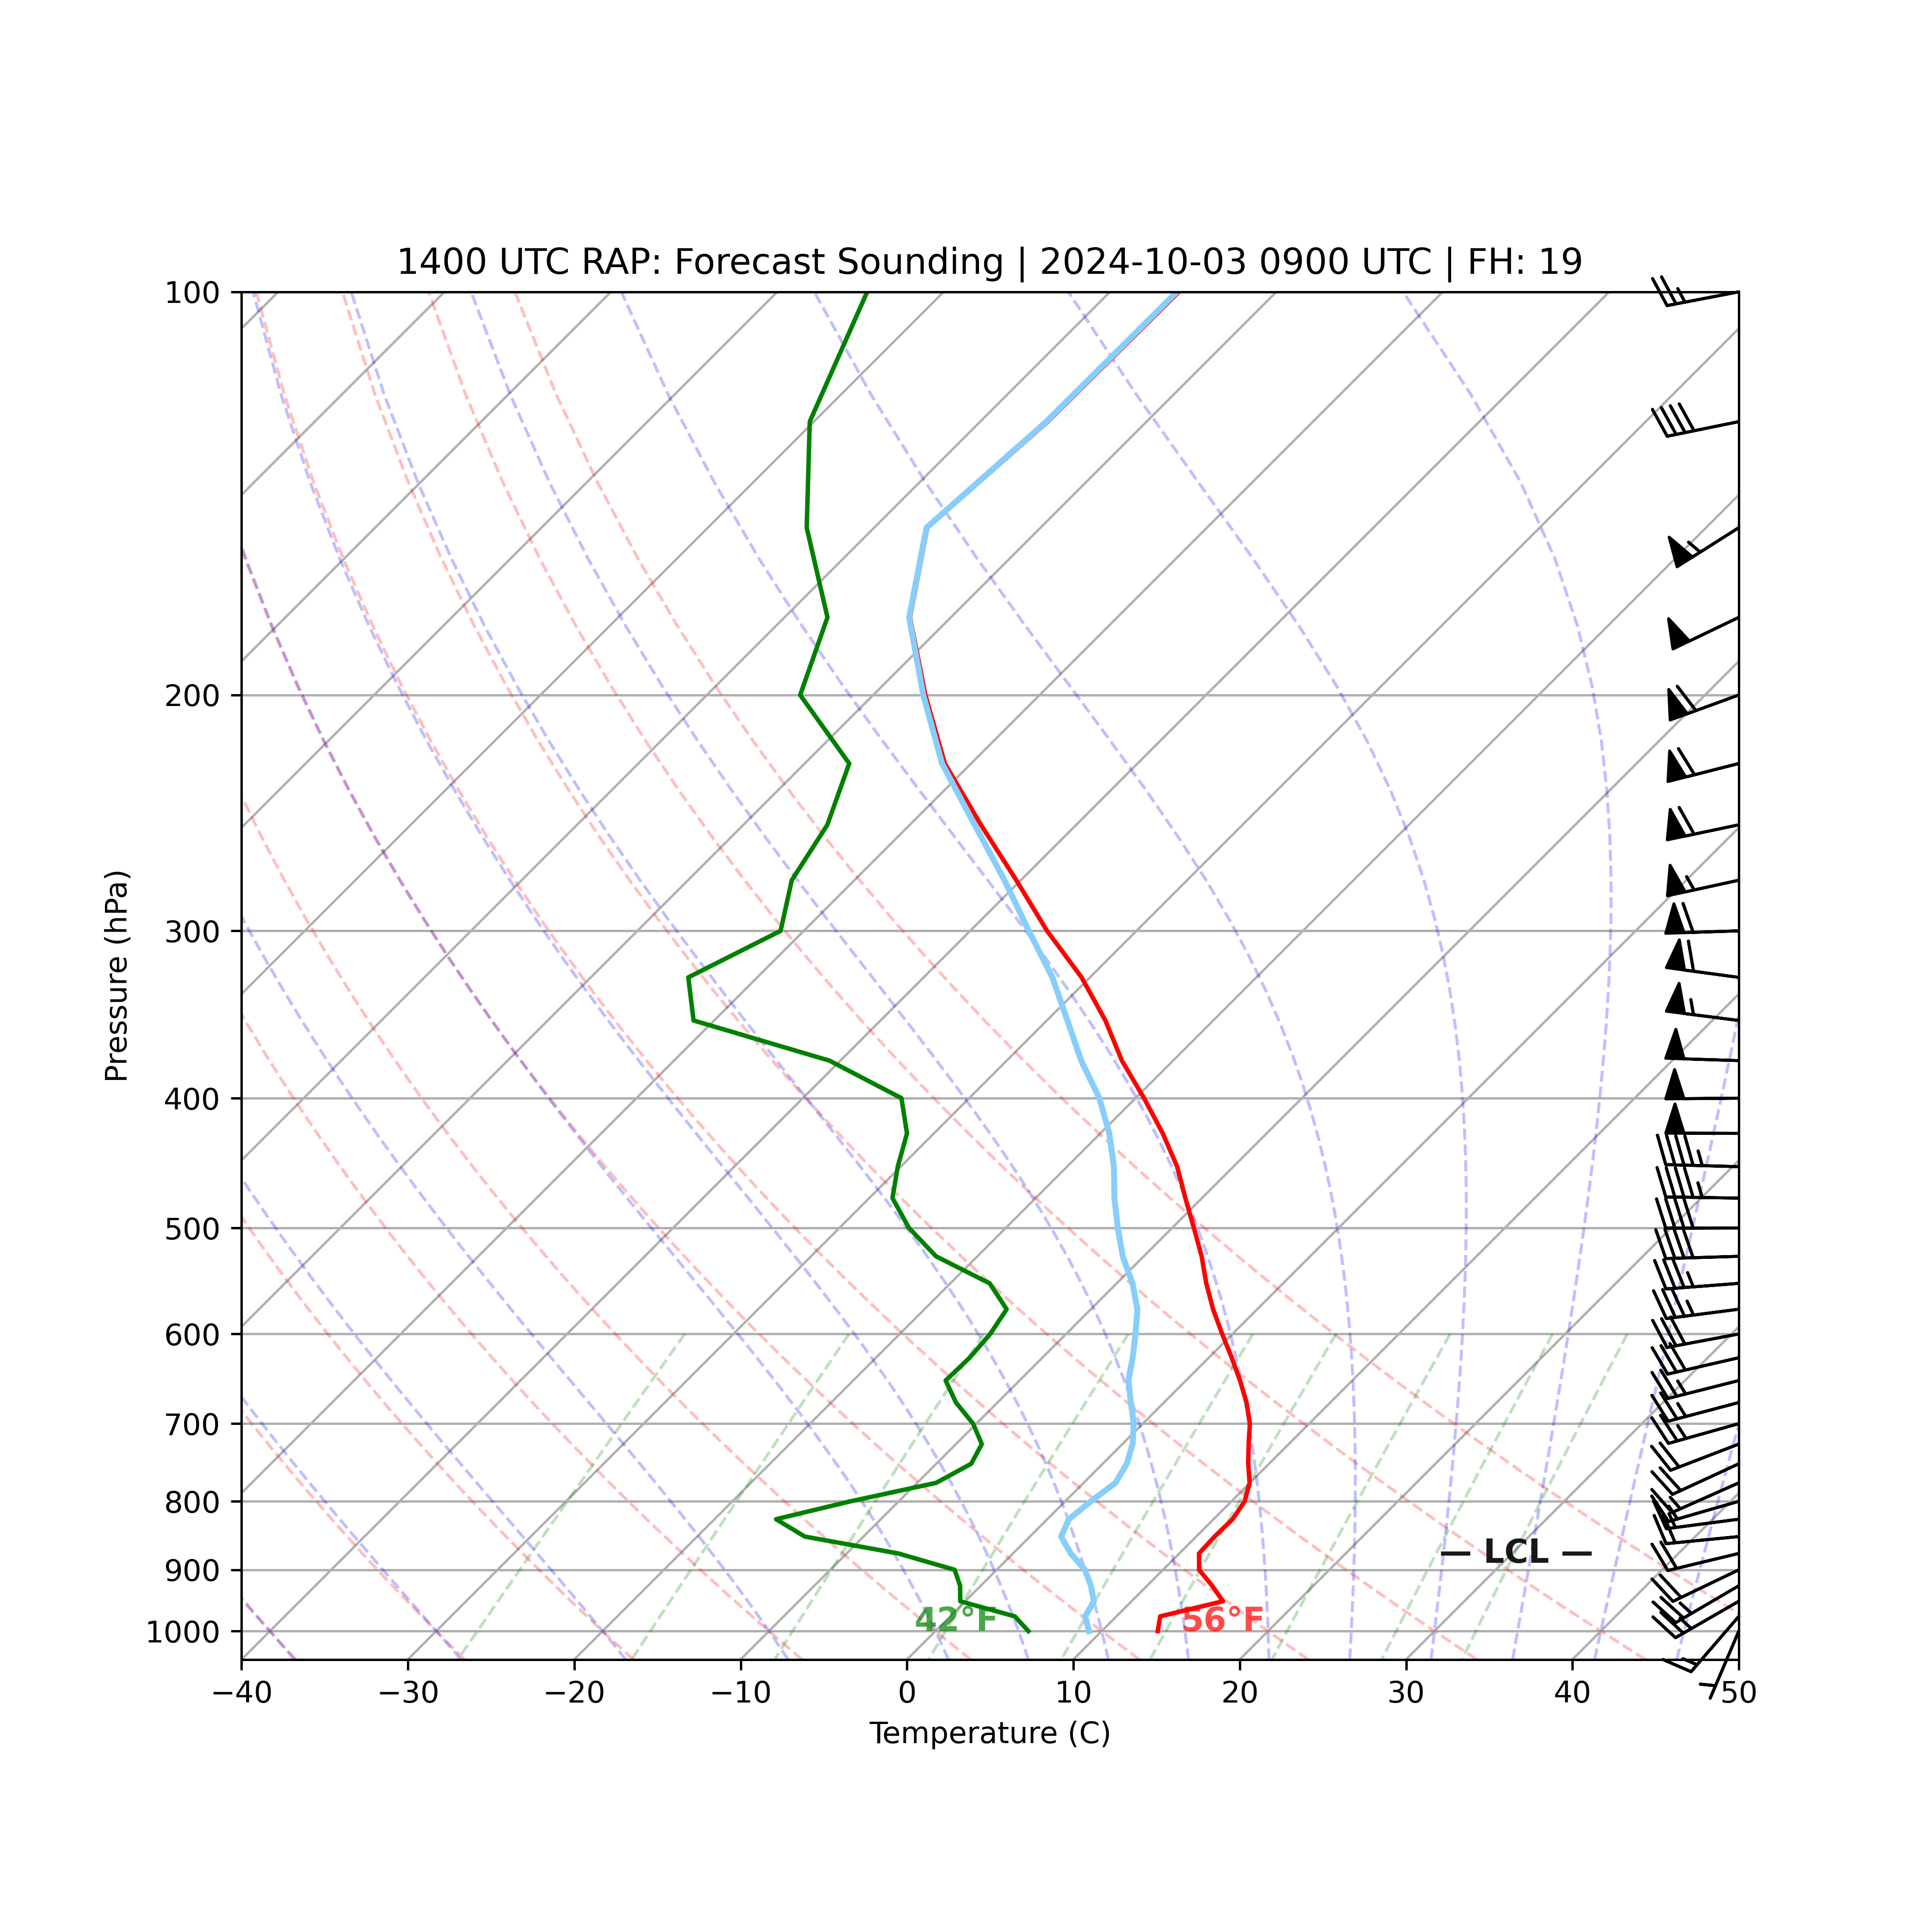 1400 UTC RAP: Forecast Sounding | 2024-10-03 0900 UTC | FH: 19
100
200
300
400
500
600
700
800
900
1000
Pressure (hPa)
— LCL —
42°F
56°F
−40 −30 −20 −10 0 10 20 30 40 50
Temperature (C)